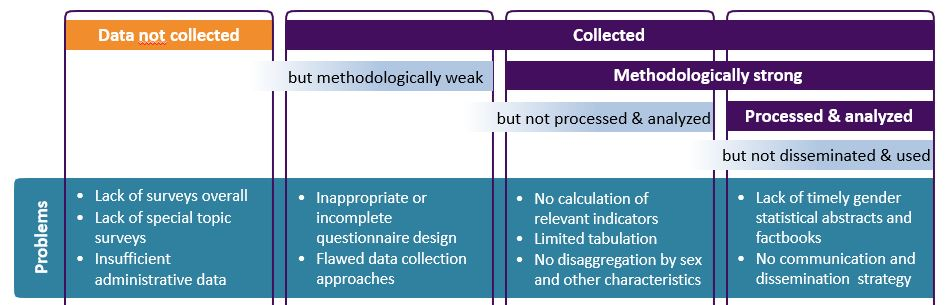 Data not collected
Collected
but methodologically weak
Methodologically strong
but not processed & analyzed
Processed & analyzed
but not disseminated & used
Problems
• Lack of surveys overall
• Lack of special topic
surveys
• Insufficient
administrative data
• Inappropriate or
incomplete
questionnaire design
• Flawed data collection
approaches
• No calculation of
relevant indicators
• Limited tabulation
• No disaggregation by sex
and other characteristics
• Lack of timely gender
statistical abstracts and
factbooks
• No communication and
dissemination strategy